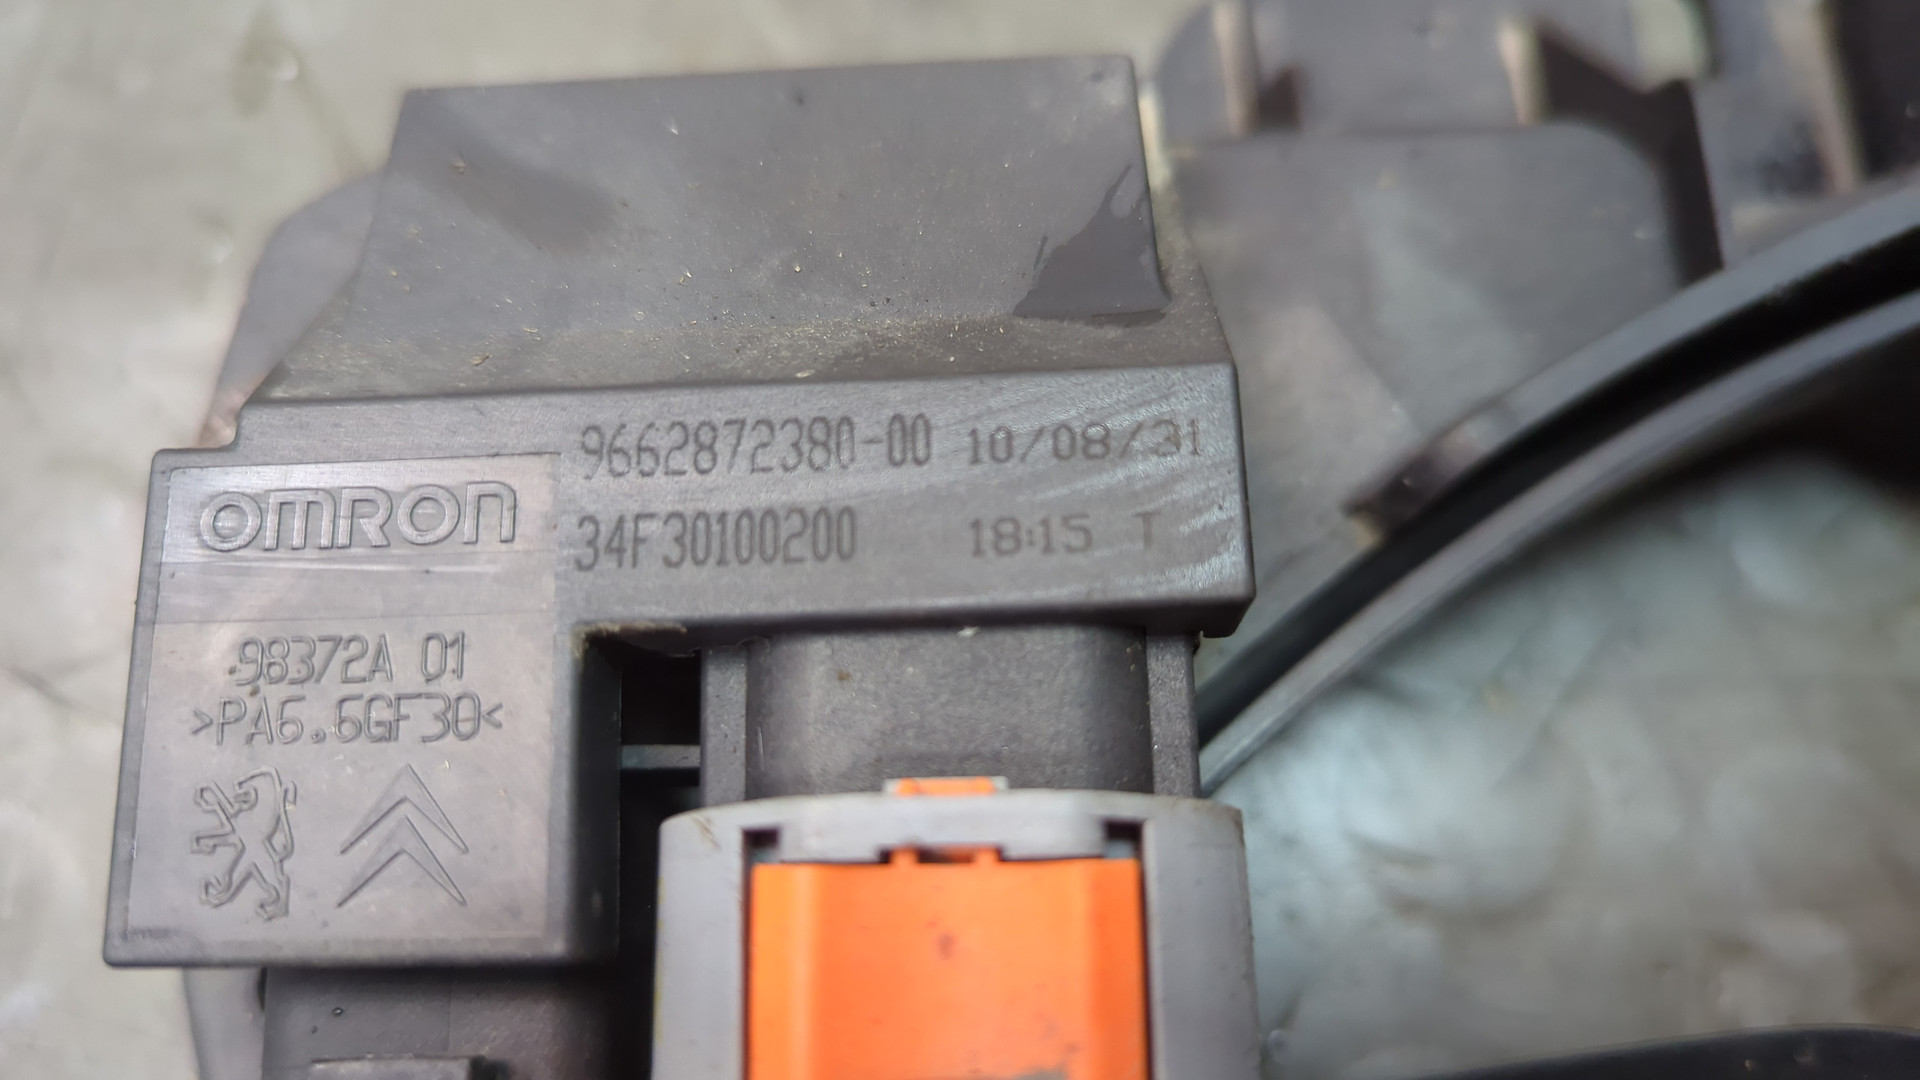 9662872380-00 10/08/31
34F30100200 18:15 T
OMRON
98372A 01
>PA6.6GF30<